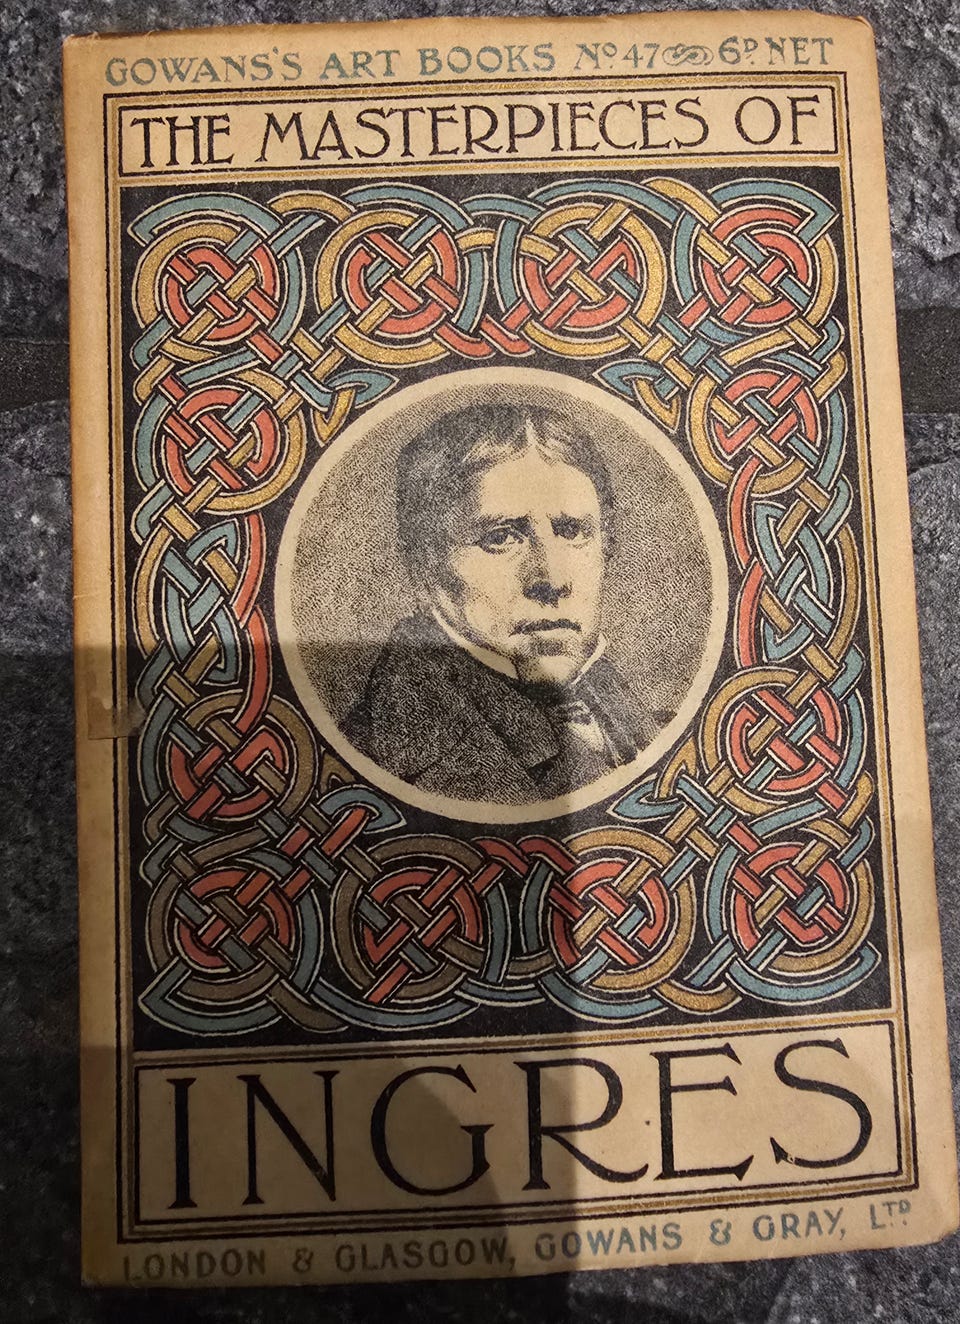 GOWANS'S ART BOOKS Nº 47 6D. NET
THE MASTERPIECES OF
INGRES
LONDON & GLASGOW, GOWANS & GRAY, LTD